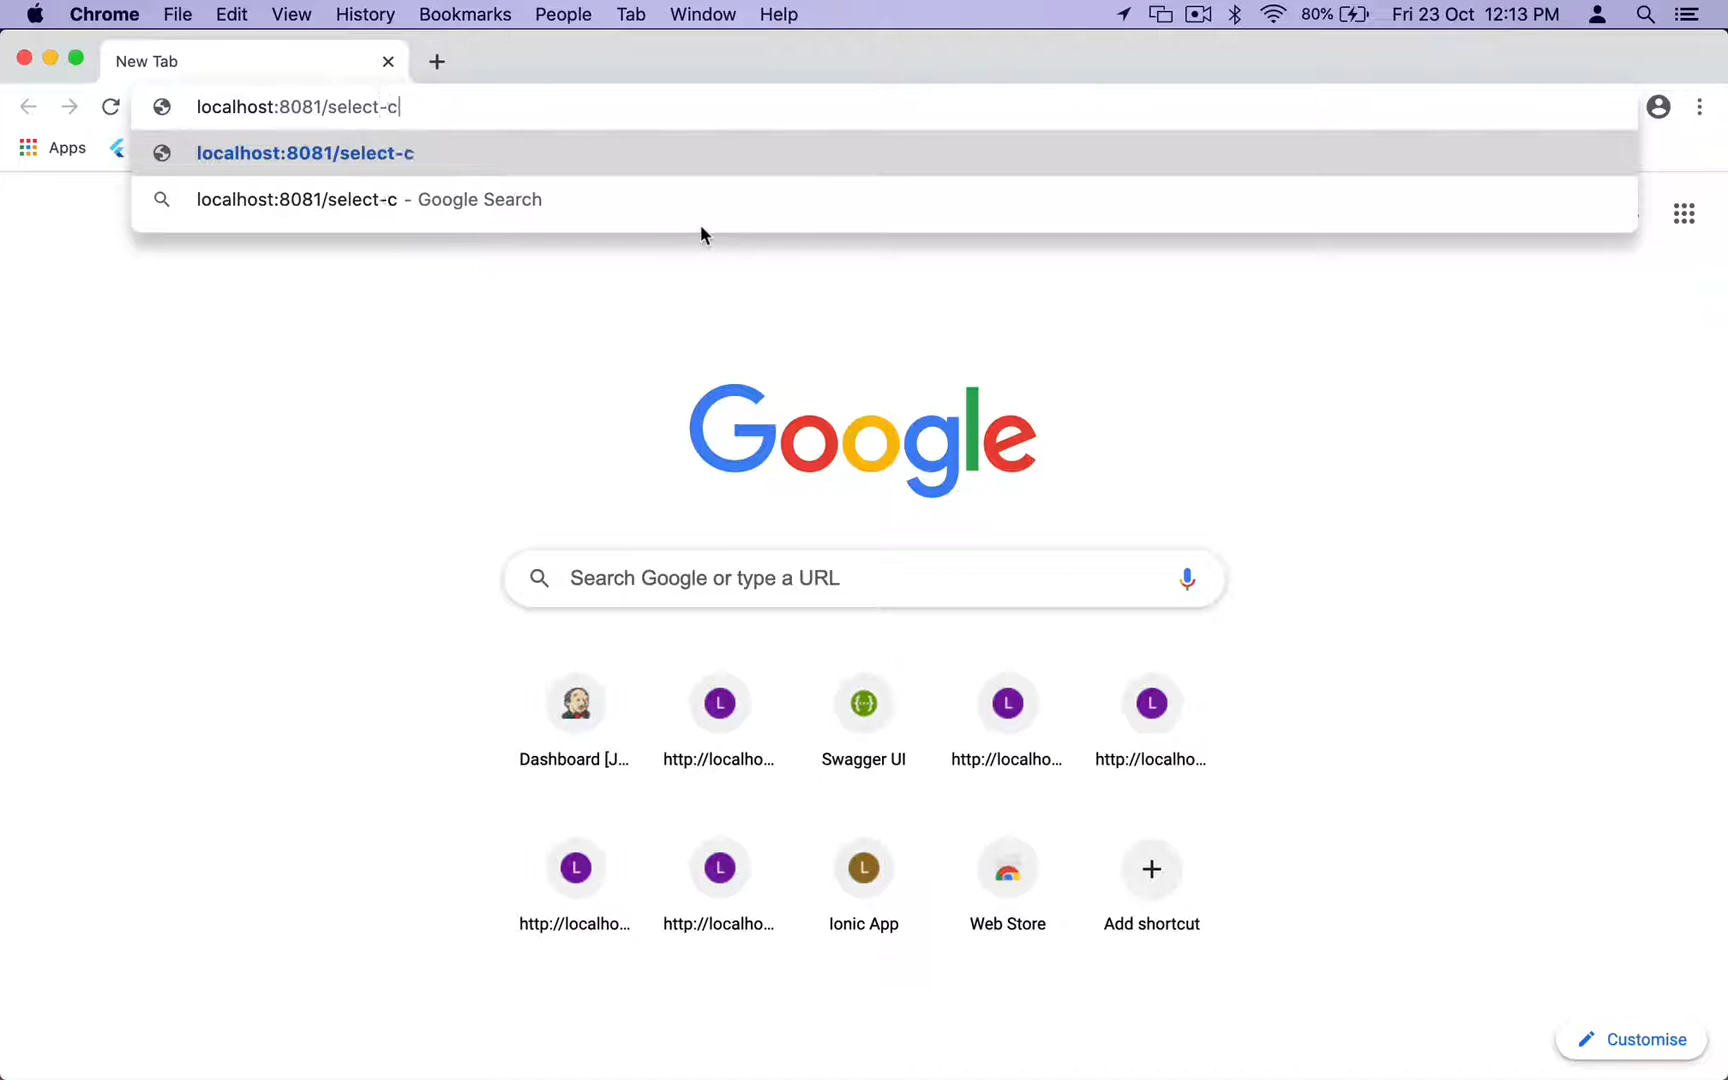 Chrome File Edit View History Bookmarks People Tab Window Help 80% Fri 23 Oct 12:13 PM
New Tab
localhost:8081/select-c
Apps
localhost:8081/select-c
localhost:8081/select-c - Google Search
Google
Search Google or type a URL
L L L
Dashboard [J... http://localho... Swagger UI http://localho... http://localho...
L L L
http://localho... http://localho... Ionic App Web Store Add shortcut
Customise